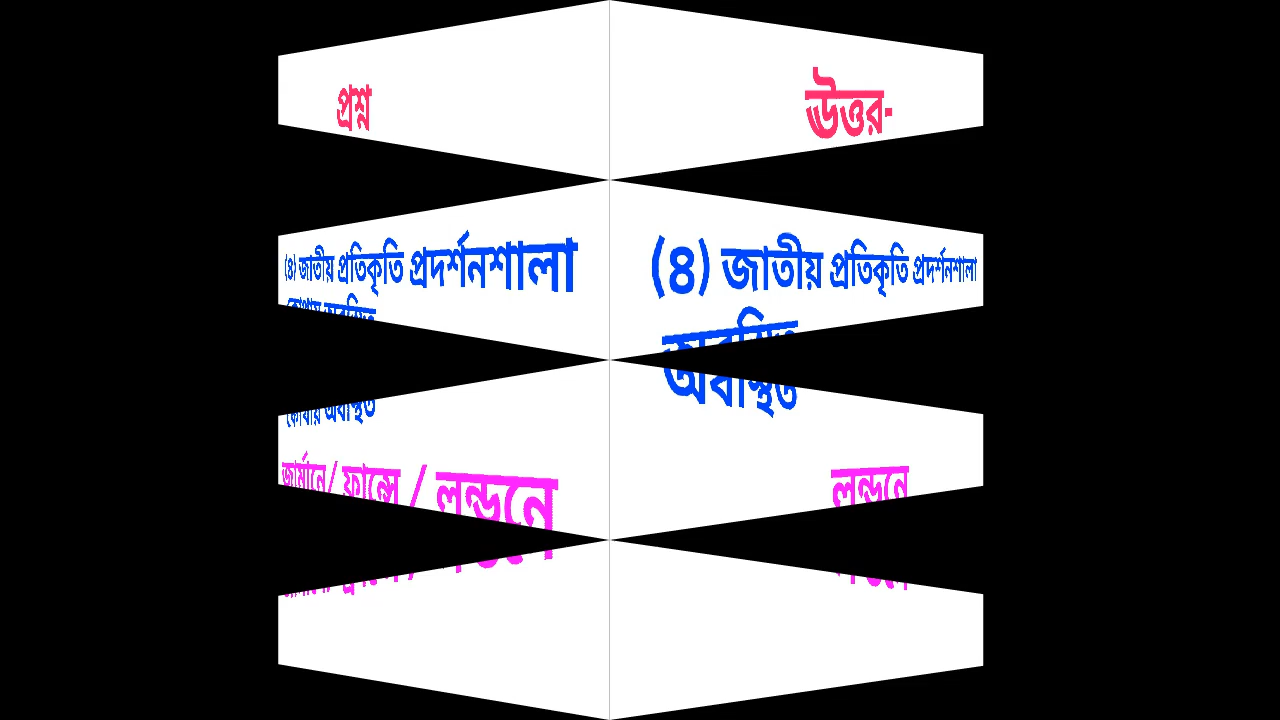 প্রশ্ন
উত্তর-
(৪) জাতীয় প্রতিকৃতি প্রদর্শনশালা
কোথায় অবস্থিত
জার্মানে / ফ্রান্সে / লন্ডনে
(৪) জাতীয় প্রতিকৃতি প্রদর্শনশালা
অবস্থিত
লন্ডনে